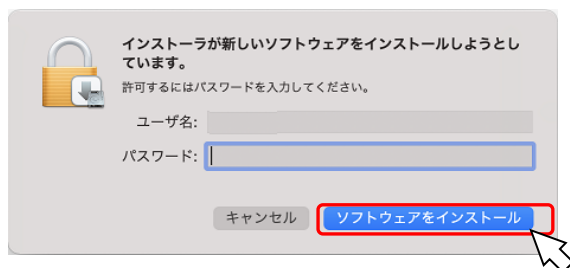 インストーラが新しいソフトウェアをインストールしようとし
ています。
許可するにはパスワードを入力してください。
ユーザ名:
パスワード:
キャンセル ソフトウェアをインストール